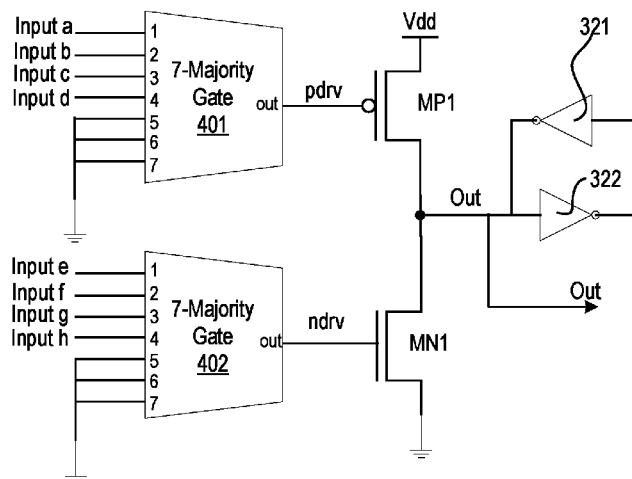 Input a
Input b
Input c
Input d
1
2
3
4
5
6
7
7-Majority
Gate
401
out
pdrv
Vdd
MP1
321
322
Out
Out
Input e
Input f
Input g
Input h
1
2
3
4
5
6
7
7-Majority
Gate
402
out
ndrv
MN1